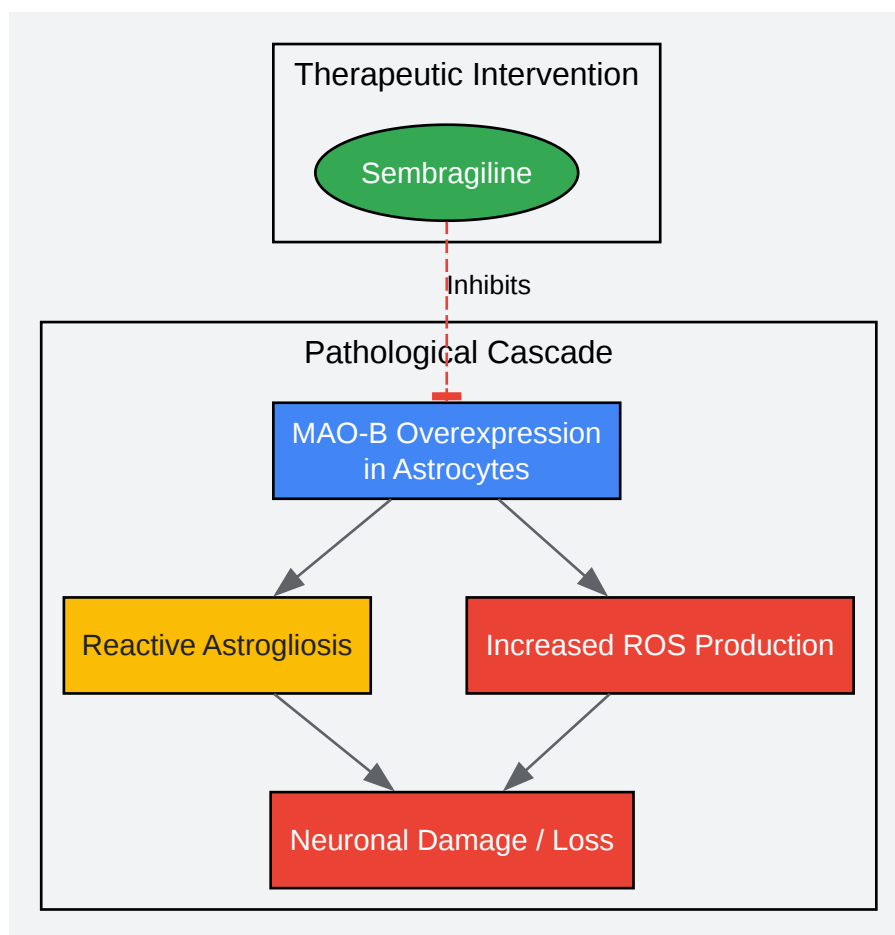 Therapeutic Intervention
Sembragiline
Inhibits
Pathological Cascade
MAO-B Overexpression
in Astrocytes
Reactive Astrogliosis
Increased ROS Production
Neuronal Damage / Loss